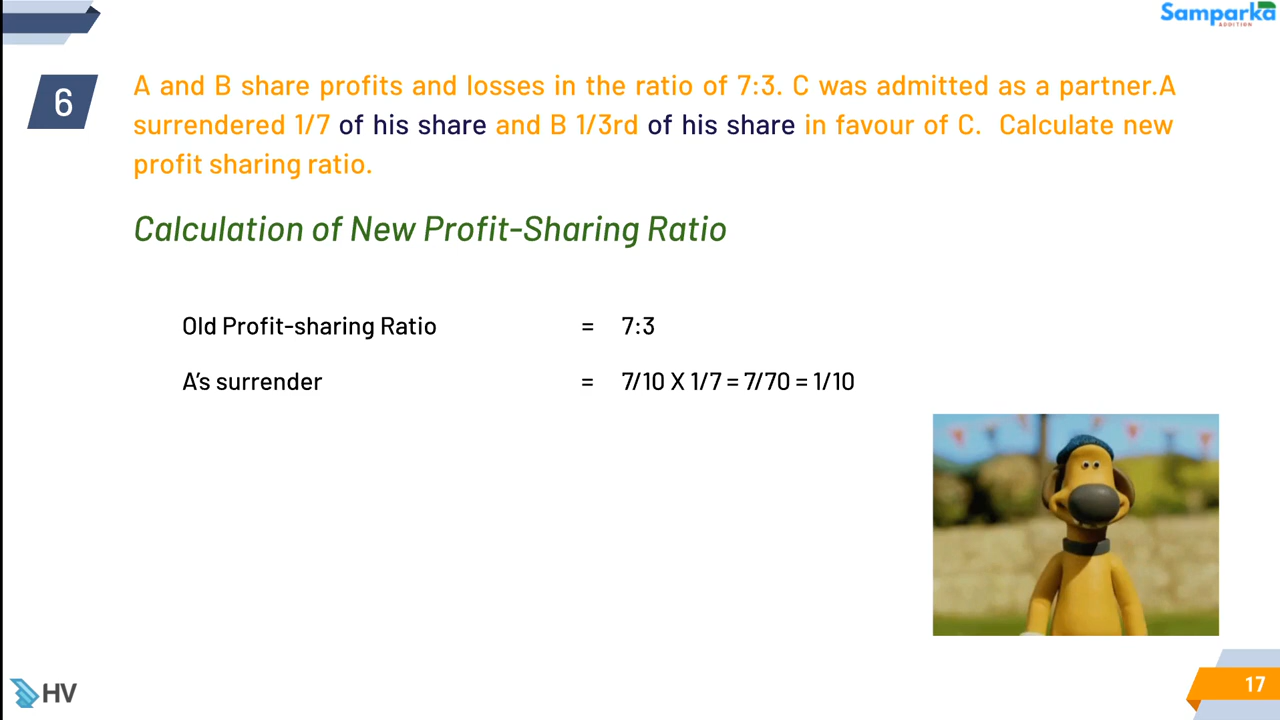 Samparka
ADDITION
6
A and B share profits and losses in the ratio of 7:3. C was admitted as a partner.A
surrendered 1/7 of his share and B 1/3rd of his share in favour of C. Calculate new
profit sharing ratio.
Calculation of New Profit-Sharing Ratio
Old Profit-sharing Ratio = 7:3
A's surrender = 7/10 X 1/7 = 7/70 = 1/10
HV
17